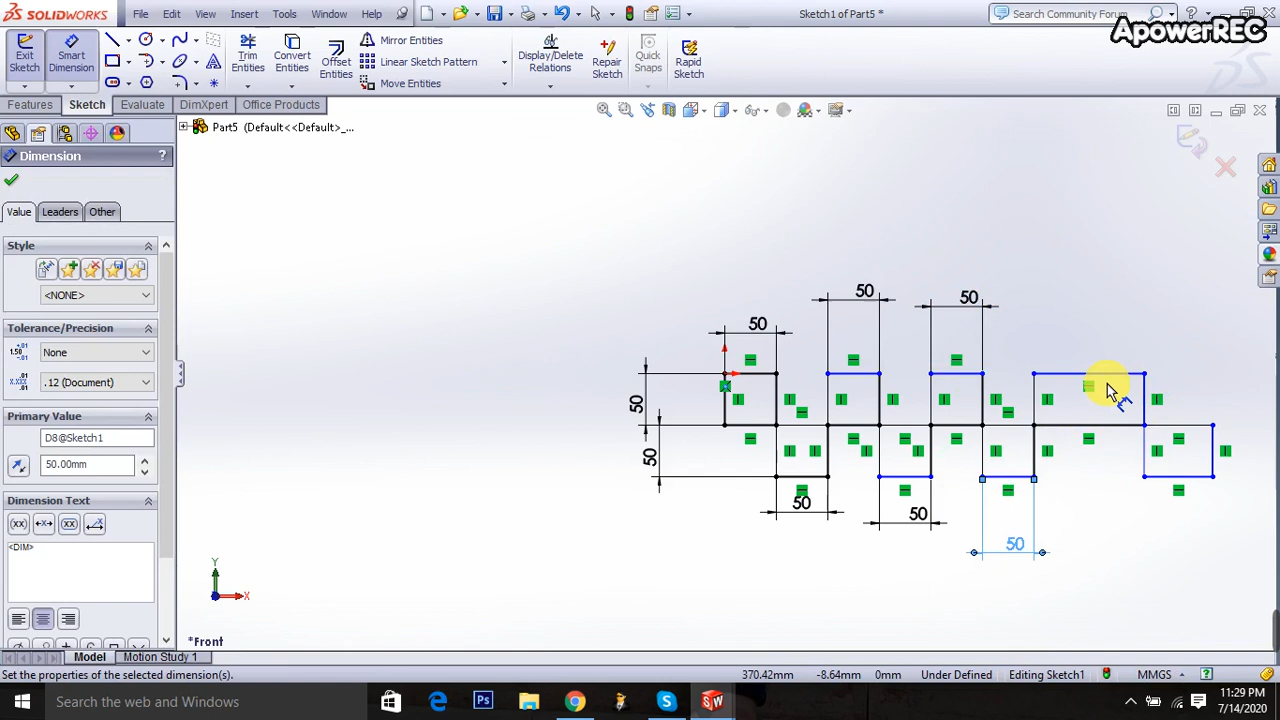 SOLIDWORKS File Edit View Insert Tools Window Help Sketch1 of Part5 * Search Community Forum
ApowerREC
Exit Sketch
Smart Dimension
Trim Entities
Convert Entities
Offset Entities
Mirror Entities
Linear Sketch Pattern
Move Entities
Display/Delete Relations
Repair Sketch
Quick Snaps
Rapid Sketch
Features Sketch Evaluate DimXpert Office Products
Part5 (Default<<Default>_...
Dimension ?
Value Leaders Other
Style
<NONE>
Tolerance/Precision
None
.12 (Document)
Primary Value
D8@Sketch1
50.00mm
Dimension Text
<DIM>
50
50
50
50
50
50
50
50
Y
X
*Front
Model Motion Study 1
Set the properties of the selected dimension(s). 370.42mm -8.64mm 0mm Under Defined Editing Sketch1 MMGS ?
Search the web and Windows
11:29 PM
7/14/2020